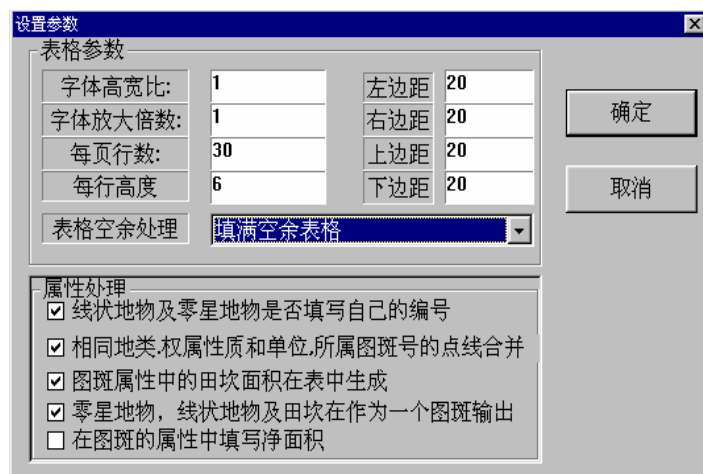 设置参数
表格参数
字体高宽比: 1 左边距 20
字体放大倍数: 1 右边距 20
每页行数: 30 上边距 20
每行高度 6 下边距 20
表格空余处理 填满空余表格
确定
取消
属性处理
线状地物及零星地物是否填写自己的编号
相同地类.权属性质和单位.所属图斑号的点线合并
图斑属性中的田坎面积在表中生成
零星地物，线状地物及田坎在作为一个图斑输出
在图斑的属性中填写净面积